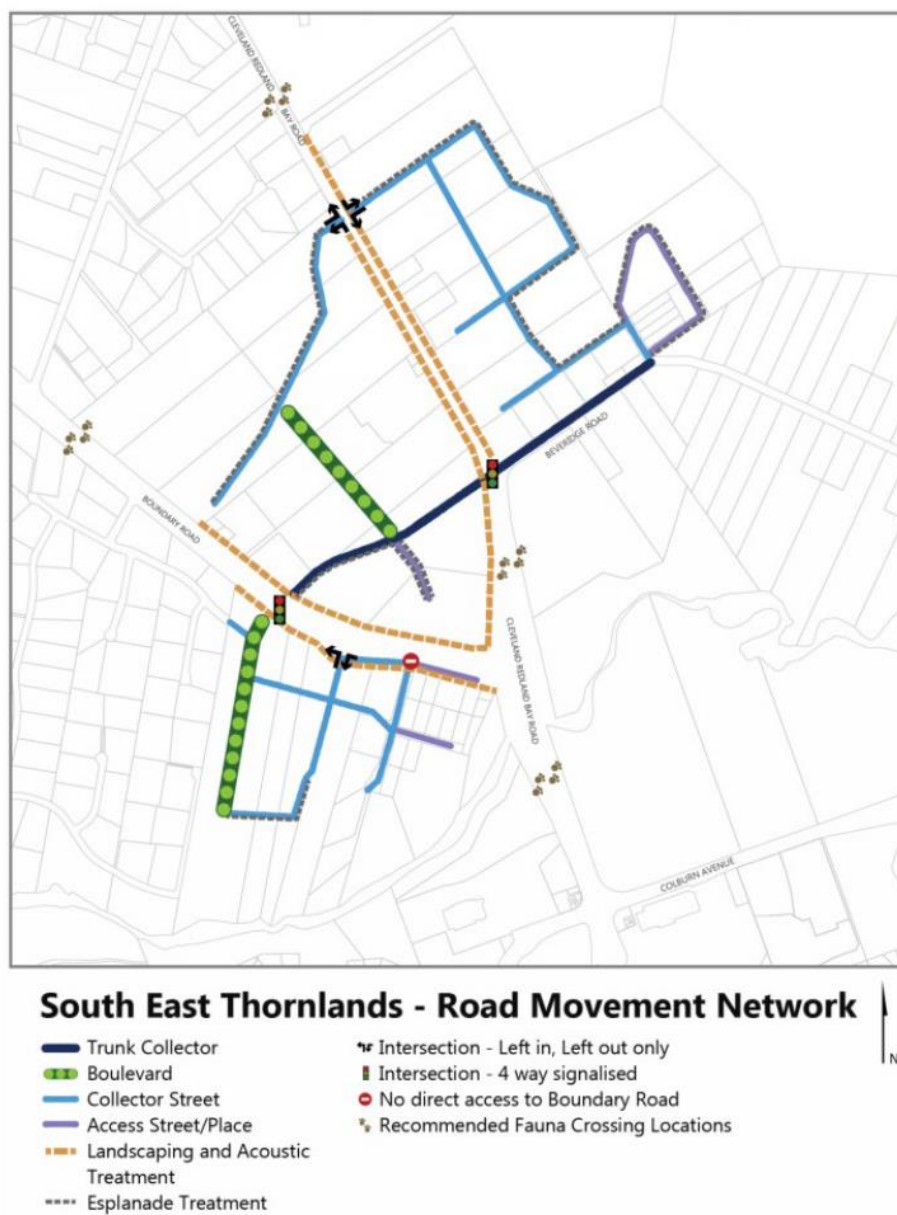 CLEVELAND REDLAND
BAY ROAD
BEVERIDGE ROAD
BOUNDARY ROAD
CLEVELAND REDLAND BAY ROAD
COLBURN AVENUE
South East Thornlands - Road Movement Network
Trunk Collector
Boulevard
Collector Street
Access Street/Place
Landscaping and Acoustic
Treatment
Esplanade Treatment
Intersection - Left in, Left out only
Intersection - 4 way signalised
No direct access to Boundary Road
Recommended Fauna Crossing Locations
N